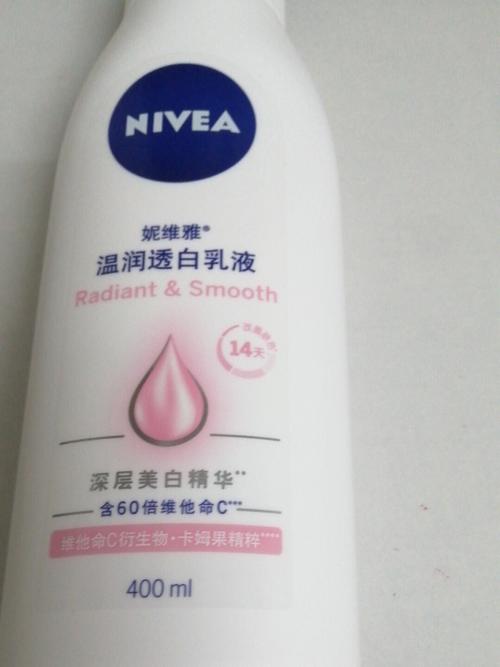 NIVEA
妮维雅®
温润透白乳液
Radiant & Smooth
14天
深层美白精华**
含60倍维他命C***
维他命C衍生物·卡姆果精粹****
400 ml